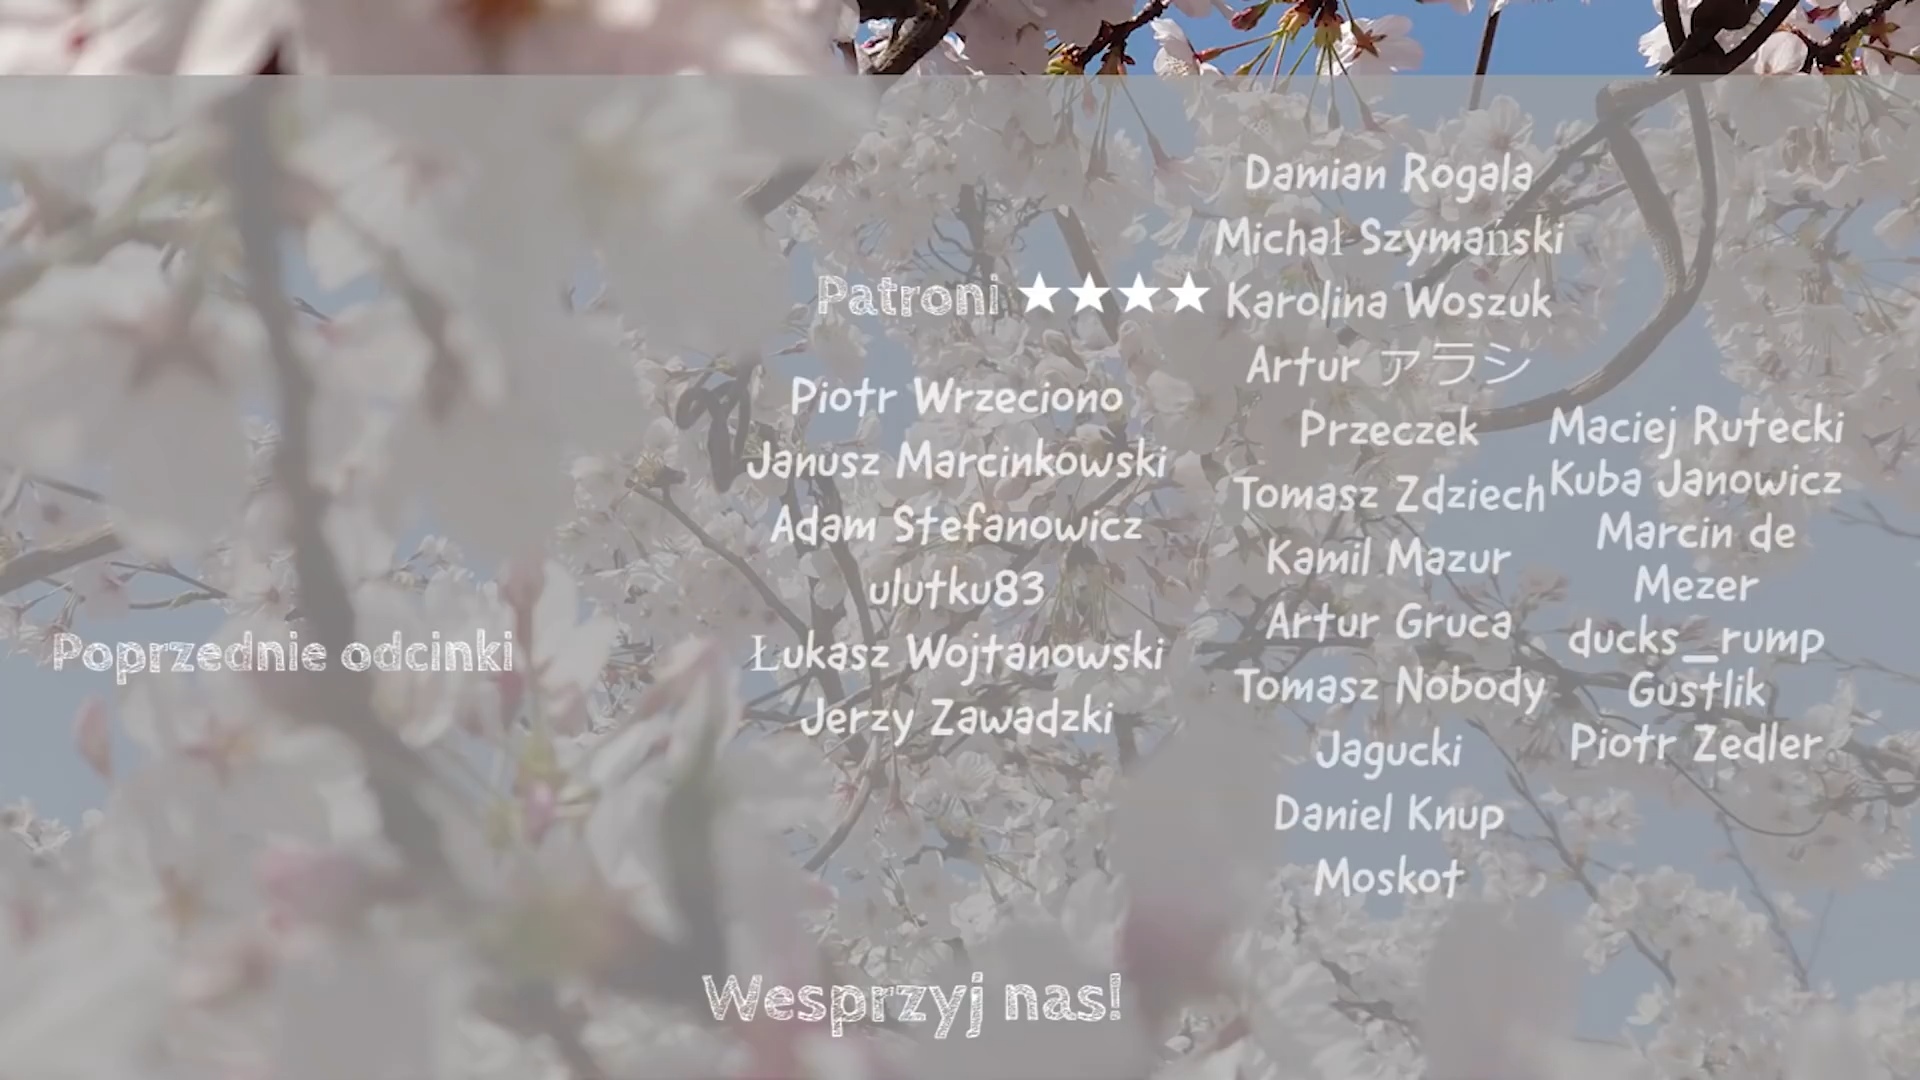 Poprzednie odcinki
Patroni ★★★★
Piotr Wrzeciono
Janusz Marcinkowski
Adam Stefanowicz
ulutku83
Łukasz Wojtanowski
Jerzy Zawadzki
Damian Rogala
Michał Szymański
Karolina Woszuk
Artur アラシ
Przeczek
Tomasz Zdziech
Kamil Mazur
Artur Gruca
Tomasz Nobody
Jagucki
Daniel Knup
Moskot
Maciej Rutecki
Kuba Janowicz
Marcin de
Mezer
ducks_rump
Gustlik
Piotr Zedler
Wesprzyj nas!